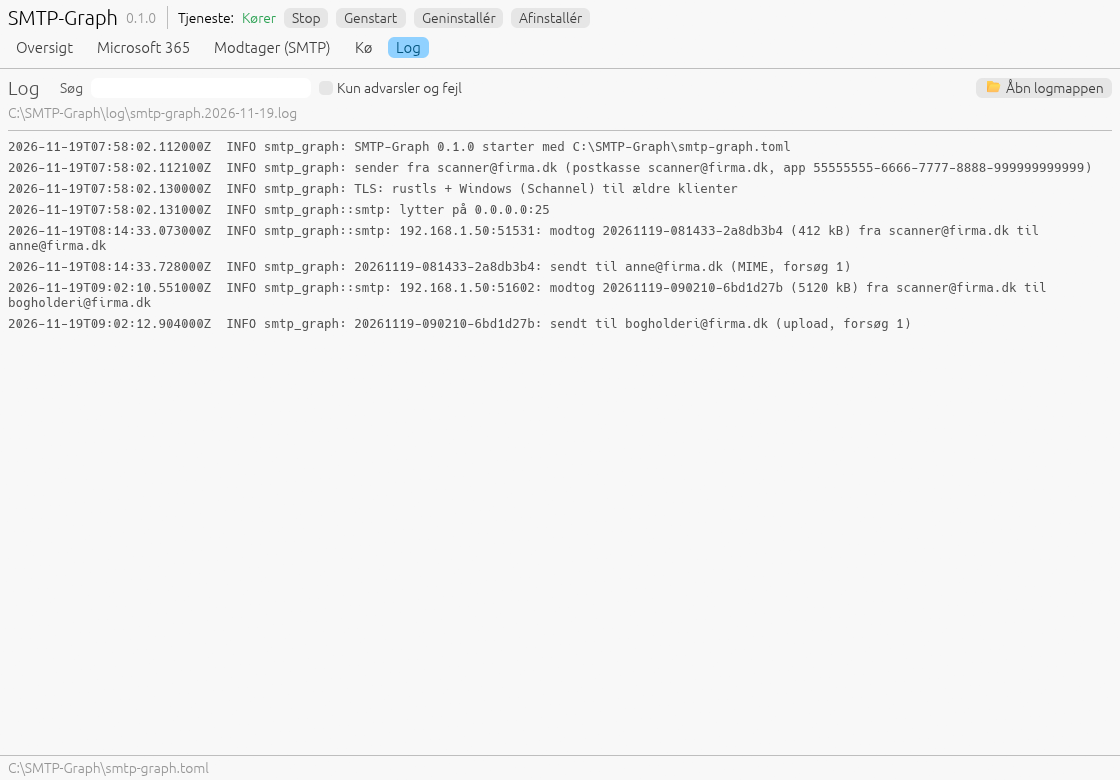 SMTP-Graph 0.1.0 Tjeneste: Kører Stop Genstart Geninstallér Afinstallér
Oversigt Microsoft 365 Modtager (SMTP) Kø Log
Log Søg Kun advarsler og fejl Åbn logmappen
C:\SMTP-Graph\log\smtp-graph.2026-11-19.log
2026-11-19T07:58:02.112000Z  INFO smtp_graph: SMTP-Graph 0.1.0 starter med C:\SMTP-Graph\smtp-graph.toml
2026-11-19T07:58:02.112100Z  INFO smtp_graph: sender fra scanner@firma.dk (postkasse scanner@firma.dk, app 55555555-6666-7777-8888-999999999999)
2026-11-19T07:58:02.130000Z  INFO smtp_graph: TLS: rustls + Windows (Schannel) til ældre klienter
2026-11-19T07:58:02.131000Z  INFO smtp_graph::smtp: lytter på 0.0.0.0:25
2026-11-19T08:14:33.073000Z  INFO smtp_graph::smtp: 192.168.1.50:51531: modtog 20261119-081433-2a8db3b4 (412 kB) fra scanner@firma.dk til
anne@firma.dk
2026-11-19T08:14:33.728000Z  INFO smtp_graph: 20261119-081433-2a8db3b4: sendt til anne@firma.dk (MIME, forsøg 1)
2026-11-19T09:02:10.551000Z  INFO smtp_graph::smtp: 192.168.1.50:51602: modtog 20261119-090210-6bd1d27b (5120 kB) fra scanner@firma.dk til
bogholderi@firma.dk
2026-11-19T09:02:12.904000Z  INFO smtp_graph: 20261119-090210-6bd1d27b: sendt til bogholderi@firma.dk (upload, forsøg 1)
C:\SMTP-Graph\smtp-graph.toml